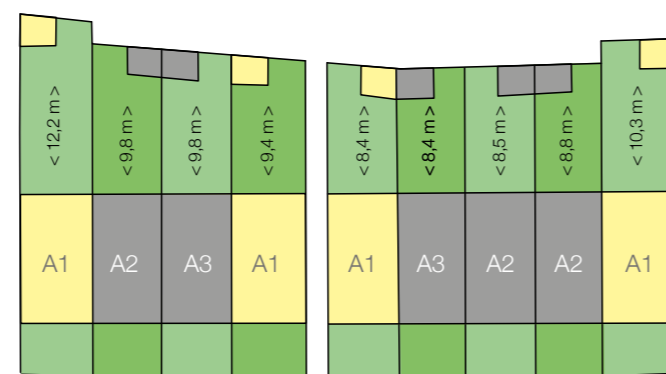 < 12,2 m >
< 9,8 m >
< 9,8 m >
< 9,4 m >
< 8,4 m >
< 8,4 m >
< 8,5 m >
< 8,8 m >
< 10,3 m >
A1
A2
A3
A1
A1
A3
A2
A2
A1